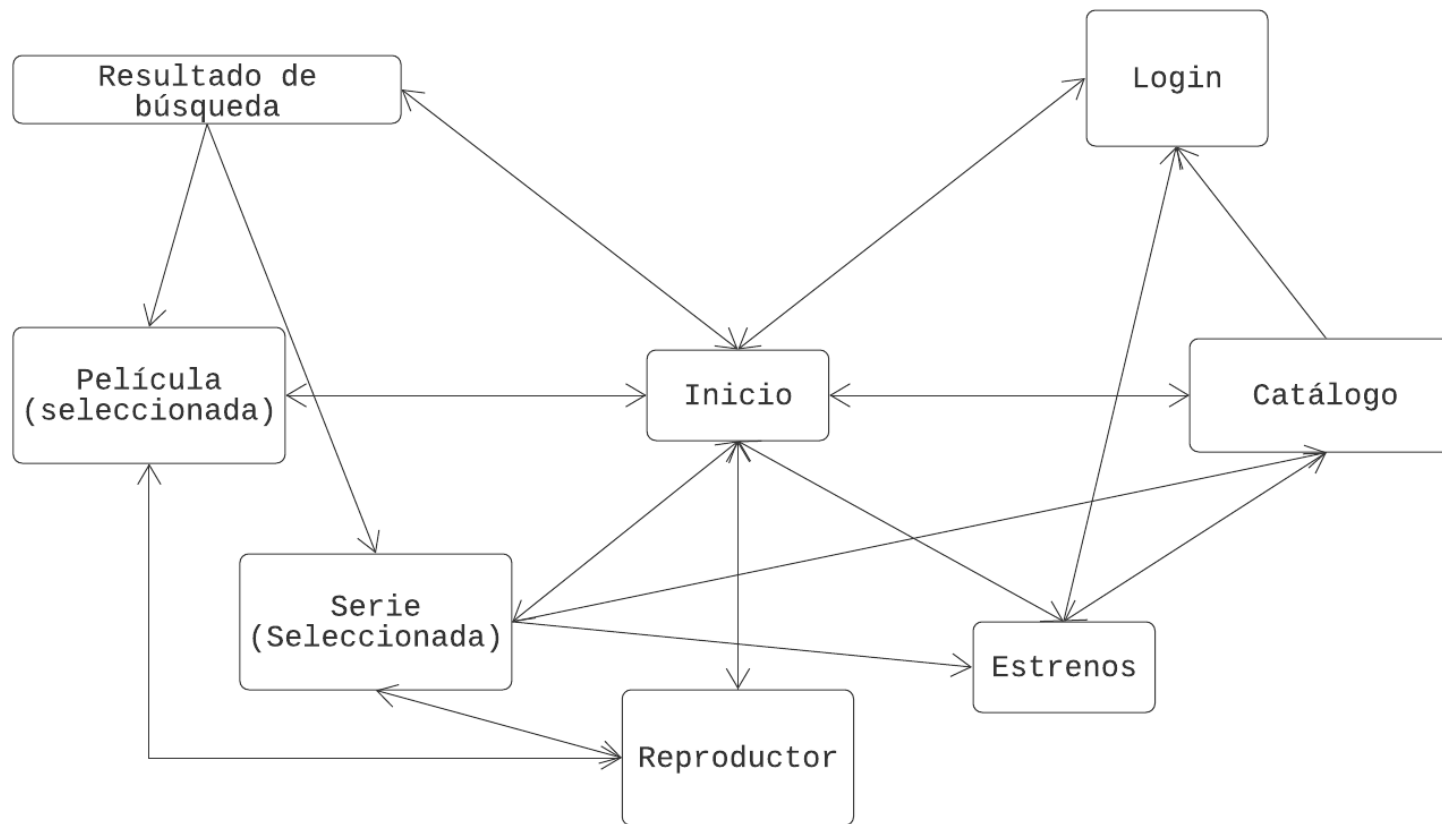 Resultado de
búsqueda
Login
Película
(seleccionada)
Inicio
Catálogo
Serie
(Seleccionada)
Estrenos
Reproductor